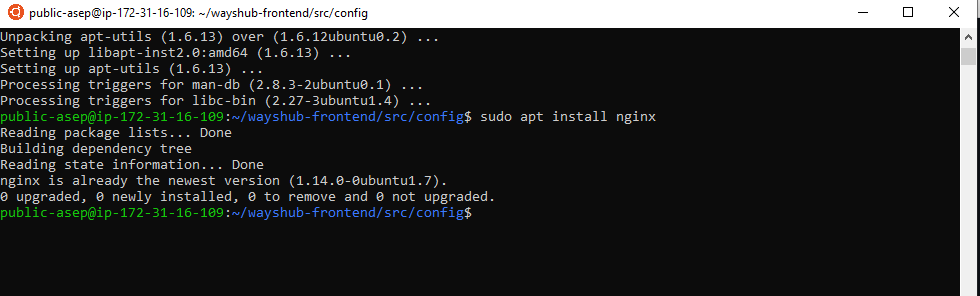 public-asep@ip-172-31-16-109: ~/wayshub-frontend/src/config
Unpacking apt-utils (1.6.13) over (1.6.12ubuntu0.2) ...
Setting up libapt-inst2.0:amd64 (1.6.13) ...
Setting up apt-utils (1.6.13) ...
Processing triggers for man-db (2.8.3-2ubuntu0.1) ...
Processing triggers for libc-bin (2.27-3ubuntu1.4) ...
public-asep@ip-172-31-16-109:~/wayshub-frontend/src/config$ sudo apt install nginx
Reading package lists... Done
Building dependency tree
Reading state information... Done
nginx is already the newest version (1.14.0-0ubuntu1.7).
0 upgraded, 0 newly installed, 0 to remove and 0 not upgraded.
public-asep@ip-172-31-16-109:~/wayshub-frontend/src/config$